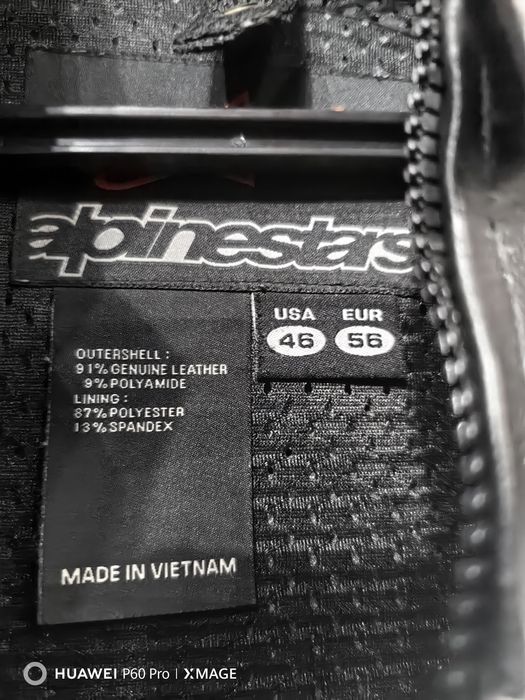 alpinestars
USA EUR
46 56
OUTERSHELL :
91% GENUINE LEATHER
9% POLYAMIDE
LINING :
87% POLYESTER
13% SPANDEX
MADE IN VIETNAM
HUAWEI P60 Pro | XMAGE